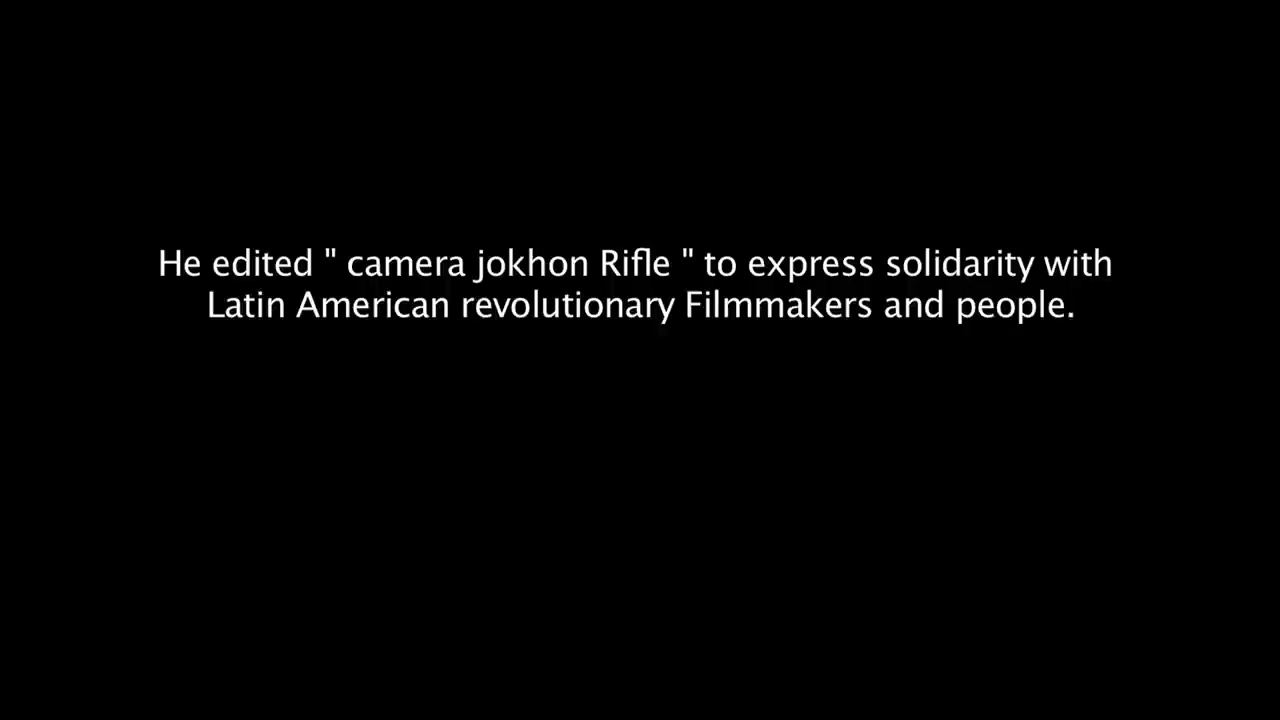 He edited " camera jokhon Rifle " to express solidarity with
Latin American revolutionary Filmmakers and people.